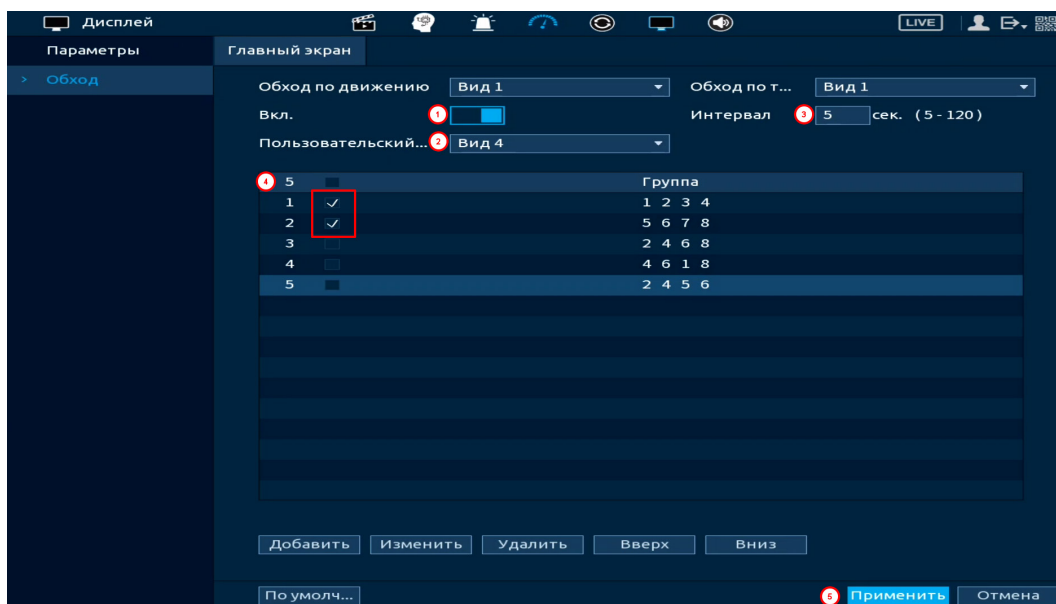 Дисплей LIVE
Параметры Главный экран
> Обход
Обход по движению Вид 1 Обход по т... Вид 1
Вкл. 1 Интервал 3 5 сек. (5-120)
Пользовательский... 2 Вид 4
4 5 Группа
1 1 2 3 4
2 5 6 7 8
3 2 4 6 8
4 4 6 1 8
5 2 4 5 6
Добавить Изменить Удалить Вверх Вниз
По умолч... 5 Применить Отмена